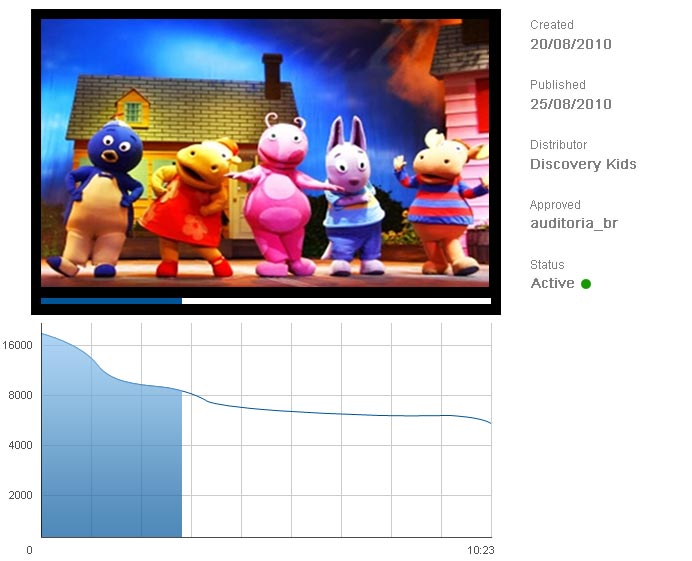 Created
20/08/2010
Published
25/08/2010
Distributor
Discovery Kids
Approved
auditoria_br
Status
Active
16000
8000
4000
2000
0
10:23